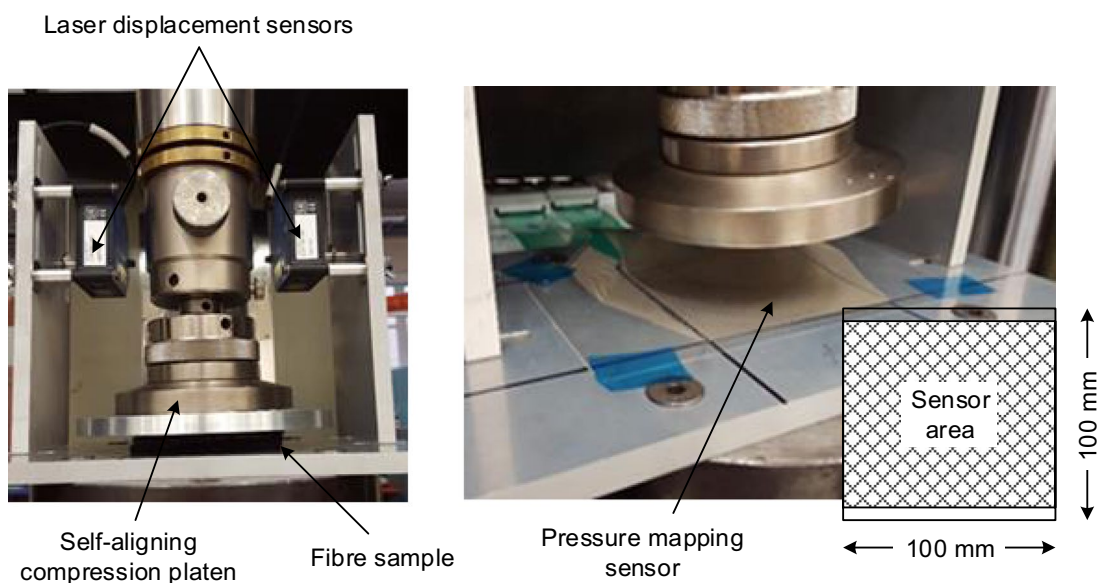 Laser displacement sensors
Sensor
area
100 mm
100 mm
Self-aligning
compression platen
Fibre sample
Pressure mapping
sensor